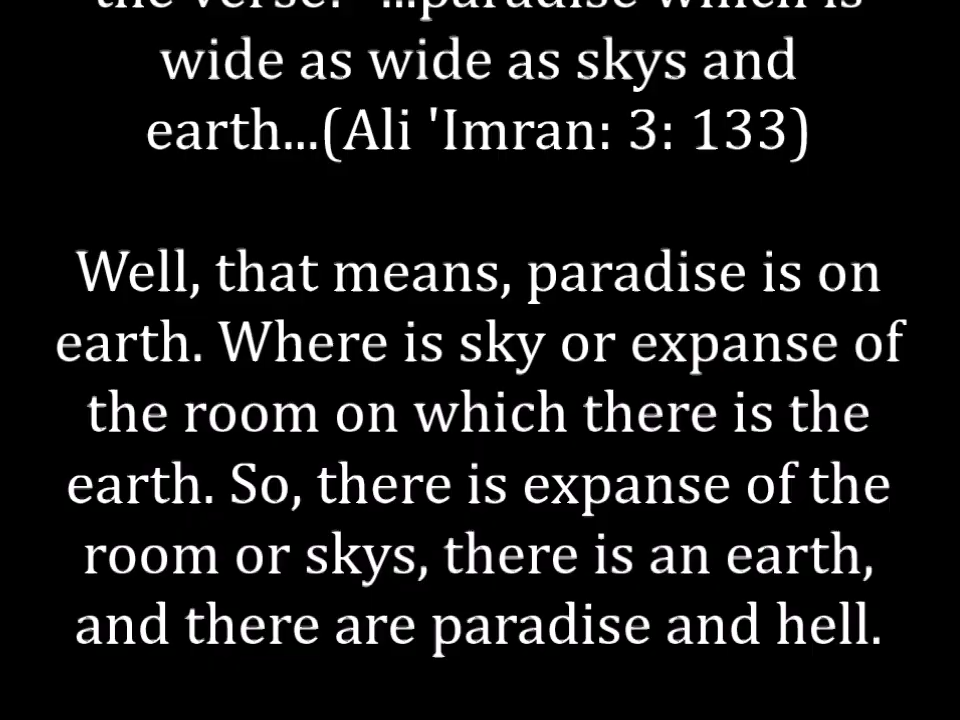 the verse: "...paradise which is
wide as wide as skys and
earth...(Ali 'Imran: 3: 133)
Well, that means, paradise is on
earth. Where is sky or expanse of
the room on which there is the
earth. So, there is expanse of the
room or skys, there is an earth,
and there are paradise and hell.